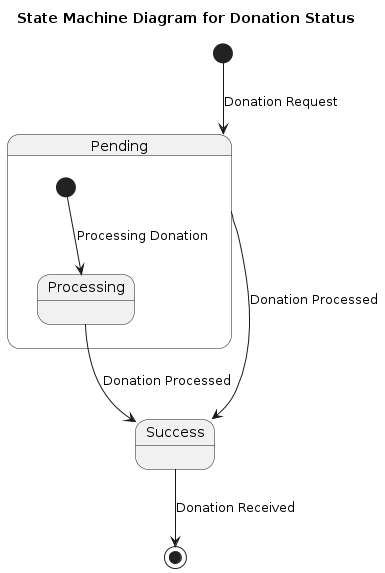 State Machine Diagram for Donation Status
Donation Request
Pending
Processing Donation
Processing
Donation Processed
Donation Processed
Success
Donation Received